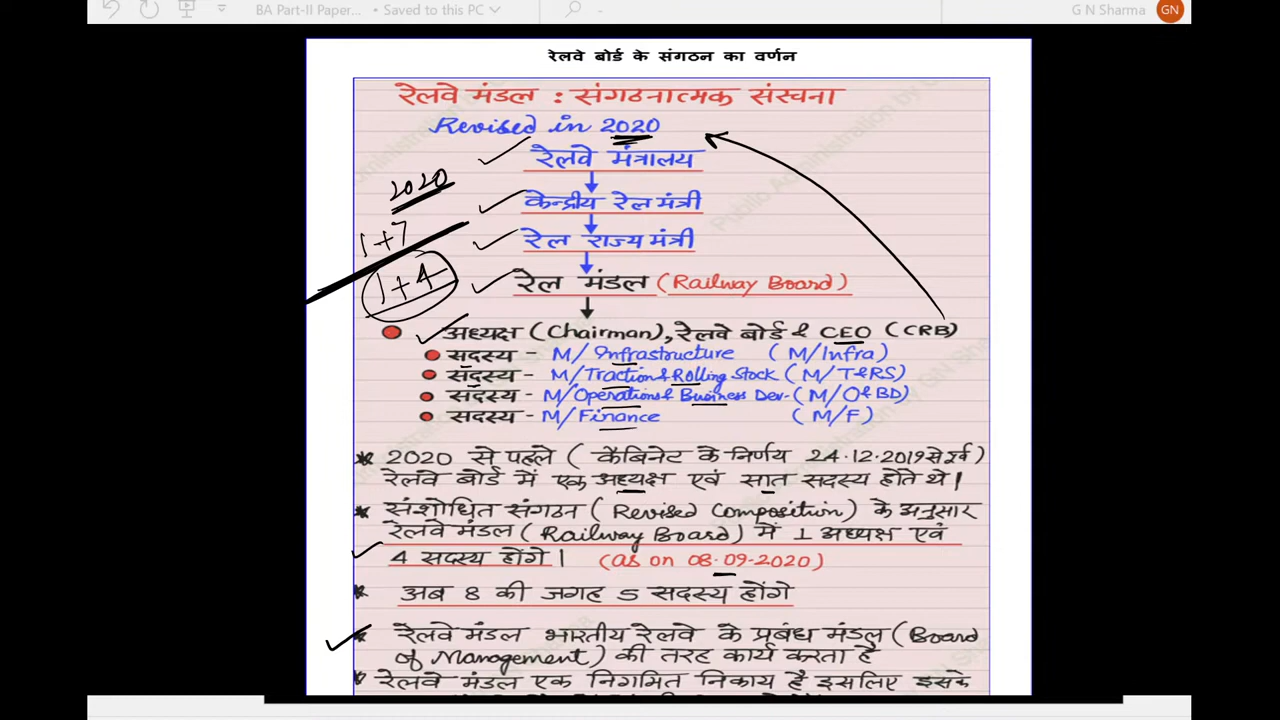 BA Part-II Paper... • Saved to this PC
G N Sharma GN
रेलवे बोर्ड के संगठन का वर्णन
रेलवे मंडल : संगठनात्मक संरचना
Revised in 2020
रेलवे मंत्रालय
2020
केन्द्रीय रेल मंत्री
1+7
रेल राज्य मंत्री
1+4
रेल मंडल (Railway Board)
अध्यक्ष (Chairman), रेलवे बोर्ड & CEO (CRB)
सदस्य - M/Infrastructure (M/Infra)
सदस्य - M/Traction & Rolling Stock (M/T&RS)
सदस्य - M/Operations & Business Dev. (M/O&BD)
सदस्य - M/Finance (M/F)
* 2020 से पहले (कैबिनेट के निर्णय 24.12.2019 से पूर्व)
रेलवे बोर्ड में एक अध्यक्ष एवं सात सदस्य होते थे।
* संशोधित संगठन (Revised Composition) के अनुसार
रेलवे मंडल (Railway Board) में 1 अध्यक्ष एवं
4 सदस्य होंगे। (as on 08.09.2020)
* अब 8 की जगह 5 सदस्य होंगे
* रेलवे मंडल भारतीय रेलवे के प्रबंध मंडल (Board
of Management) की तरह कार्य करता है
* रेलवे मंडल एक निगमित निकाय है इसलिए इसके